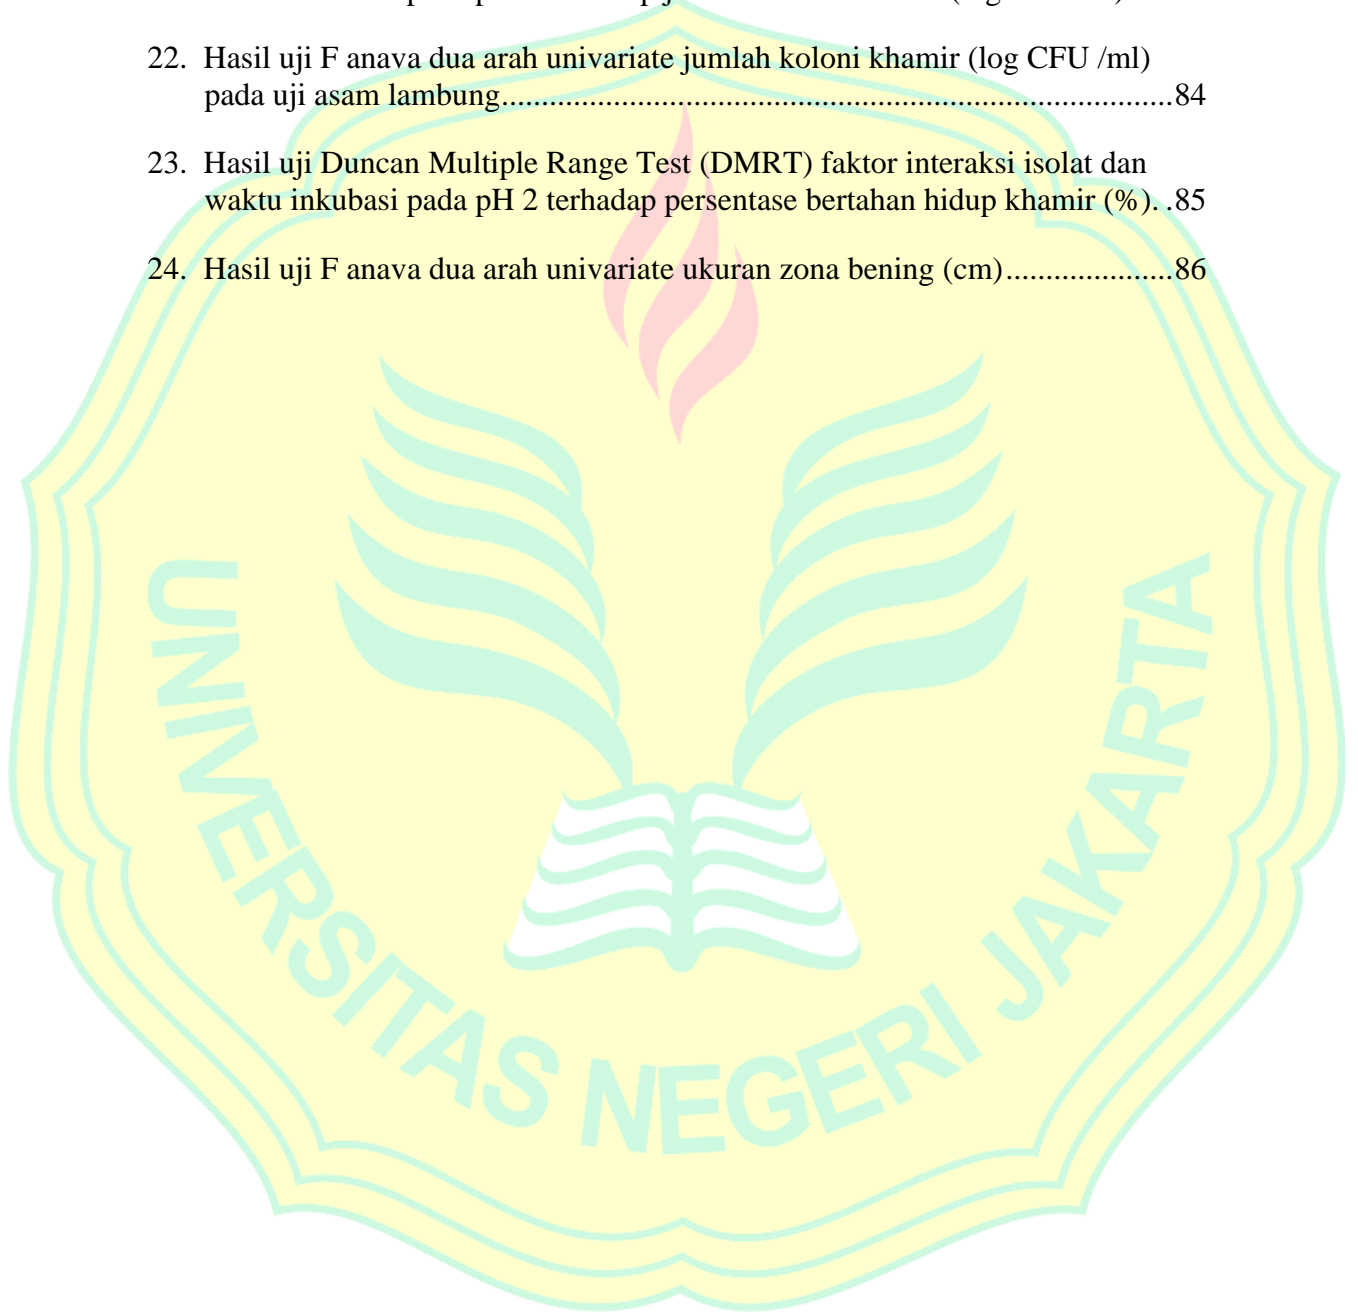 22. Hasil uji F anava dua arah univariate jumlah koloni khamir (log CFU /ml)
pada uji asam lambung....................................................................................84
23. Hasil uji Duncan Multiple Range Test (DMRT) faktor interaksi isolat dan
waktu inkubasi pada pH 2 terhadap persentase bertahan hidup khamir (%). .85
24. Hasil uji F anava dua arah univariate ukuran zona bening (cm).....................86
UNIVERSITAS NEGERI JAKARTA